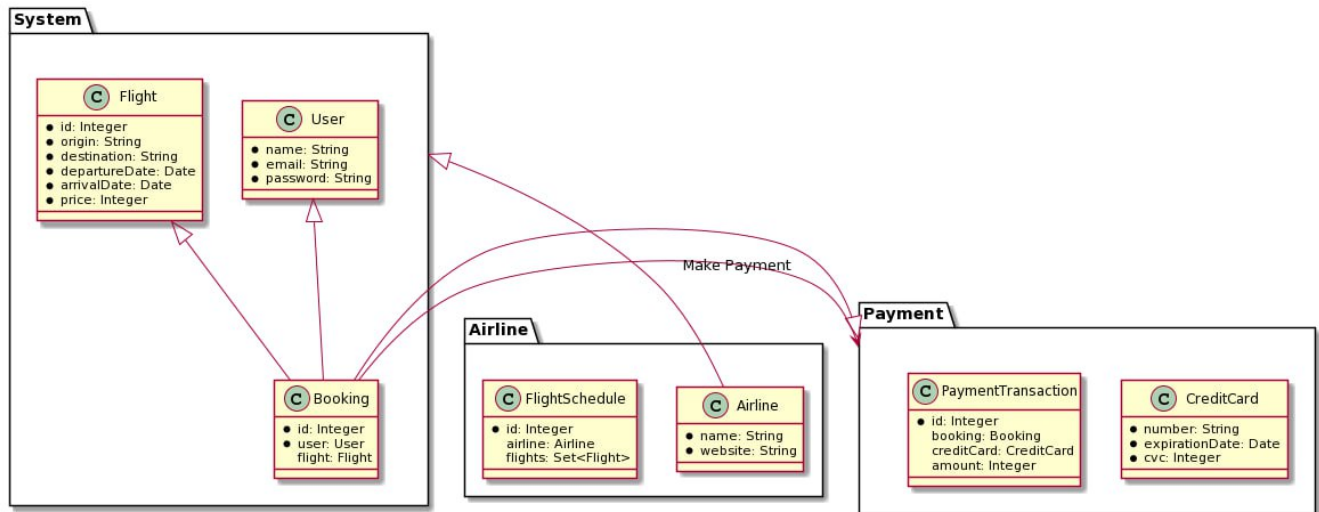 System
C Flight
id: Integer
origin: String
destination: String
departureDate: Date
arrivalDate: Date
price: Integer
C User
name: String
email: String
password: String
C Booking
id: Integer
user: User
flight: Flight
Make Payment
Airline
C FlightSchedule
id: Integer
airline: Airline
flights: Set<Flight>
C Airline
name: String
website: String
Payment
C PaymentTransaction
id: Integer
booking: Booking
creditCard: CreditCard
amount: Integer
C CreditCard
number: String
expirationDate: Date
cvc: Integer